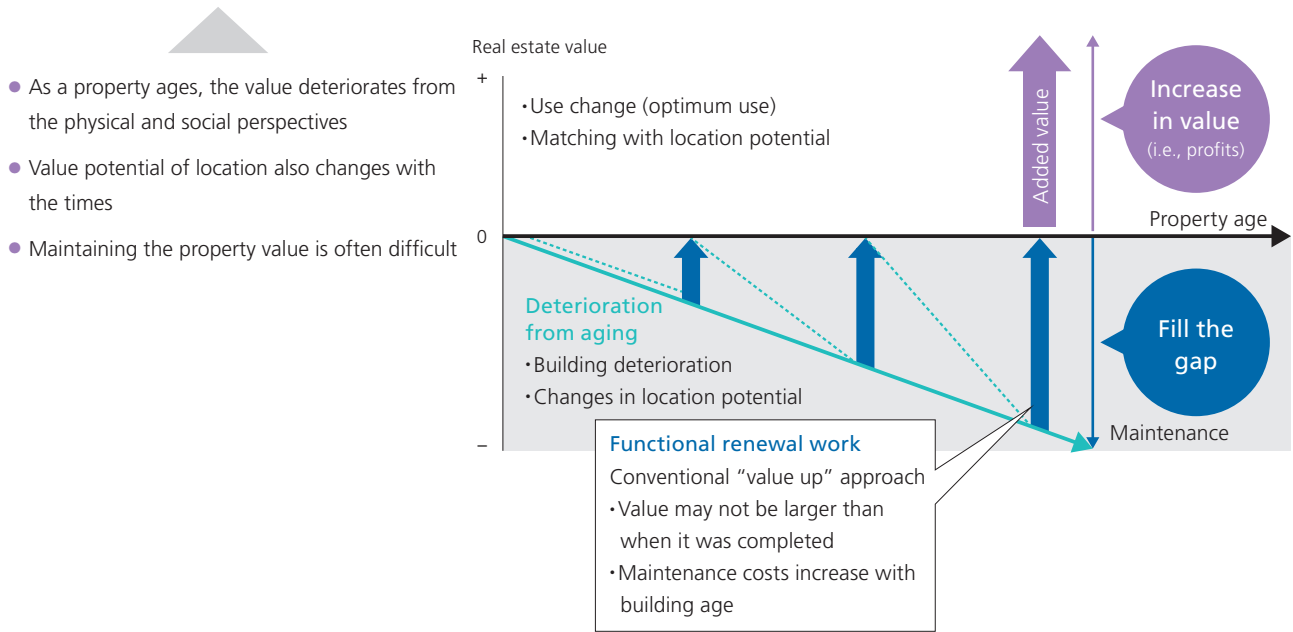 ● As a property ages, the value deteriorates from
the physical and social perspectives
● Value potential of location also changes with
the times
● Maintaining the property value is often difficult
Real estate value
+
・Use change (optimum use)
・Matching with location potential
Added value
Increase
in value
(i.e., profits)
0
Property age
Deterioration
from aging
・Building deterioration
・Changes in location potential
Fill the
gap
−
Maintenance
Functional renewal work
Conventional “value up” approach
・Value may not be larger than
when it was completed
・Maintenance costs increase with
building age